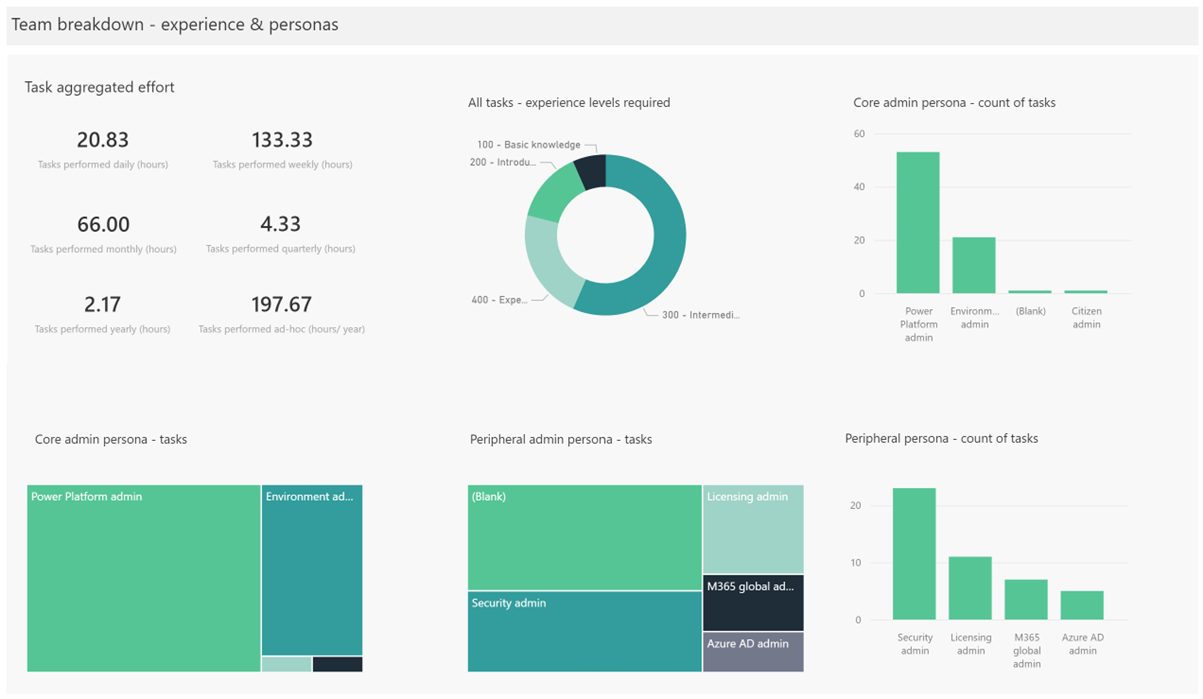 Team breakdown - experience & personas
Task aggregated effort
20.83
Tasks performed daily (hours)
133.33
Tasks performed weekly (hours)
66.00
Tasks performed monthly (hours)
4.33
Tasks performed quarterly (hours)
2.17
Tasks performed yearly (hours)
197.67
Tasks performed ad-hoc (hours/ year)
All tasks - experience levels required
100 - Basic knowledge
200 - Introdu...
400 - Expe...
300 - Intermedi...
Core admin persona - count of tasks
60
40
20
0
Power
Platform
admin
Environm...
admin
(Blank)
Citizen
admin
Core admin persona - tasks
Power Platform admin
Environment ad...
Peripheral admin persona - tasks
(Blank)
Security admin
Licensing admin
M365 global ad...
Azure AD admin
Peripheral persona - count of tasks
20
10
0
Security
admin
Licensing
admin
M365
global
admin
Azure AD
admin